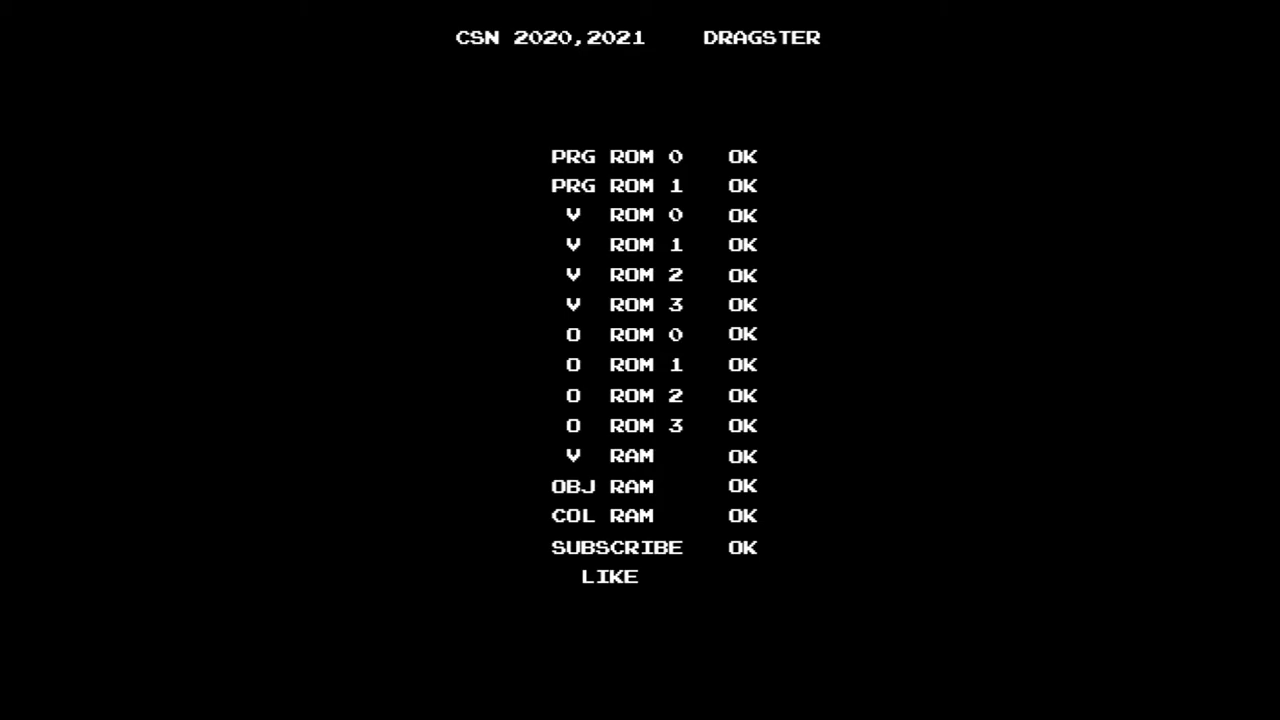 CSN 2020,2021 DRAGSTER
PRG ROM 0 OK
PRG ROM 1 OK
V ROM 0 OK
V ROM 1 OK
V ROM 2 OK
V ROM 3 OK
O ROM 0 OK
O ROM 1 OK
O ROM 2 OK
O ROM 3 OK
V RAM OK
OBJ RAM OK
COL RAM OK
SUBSCRIBE OK
LIKE